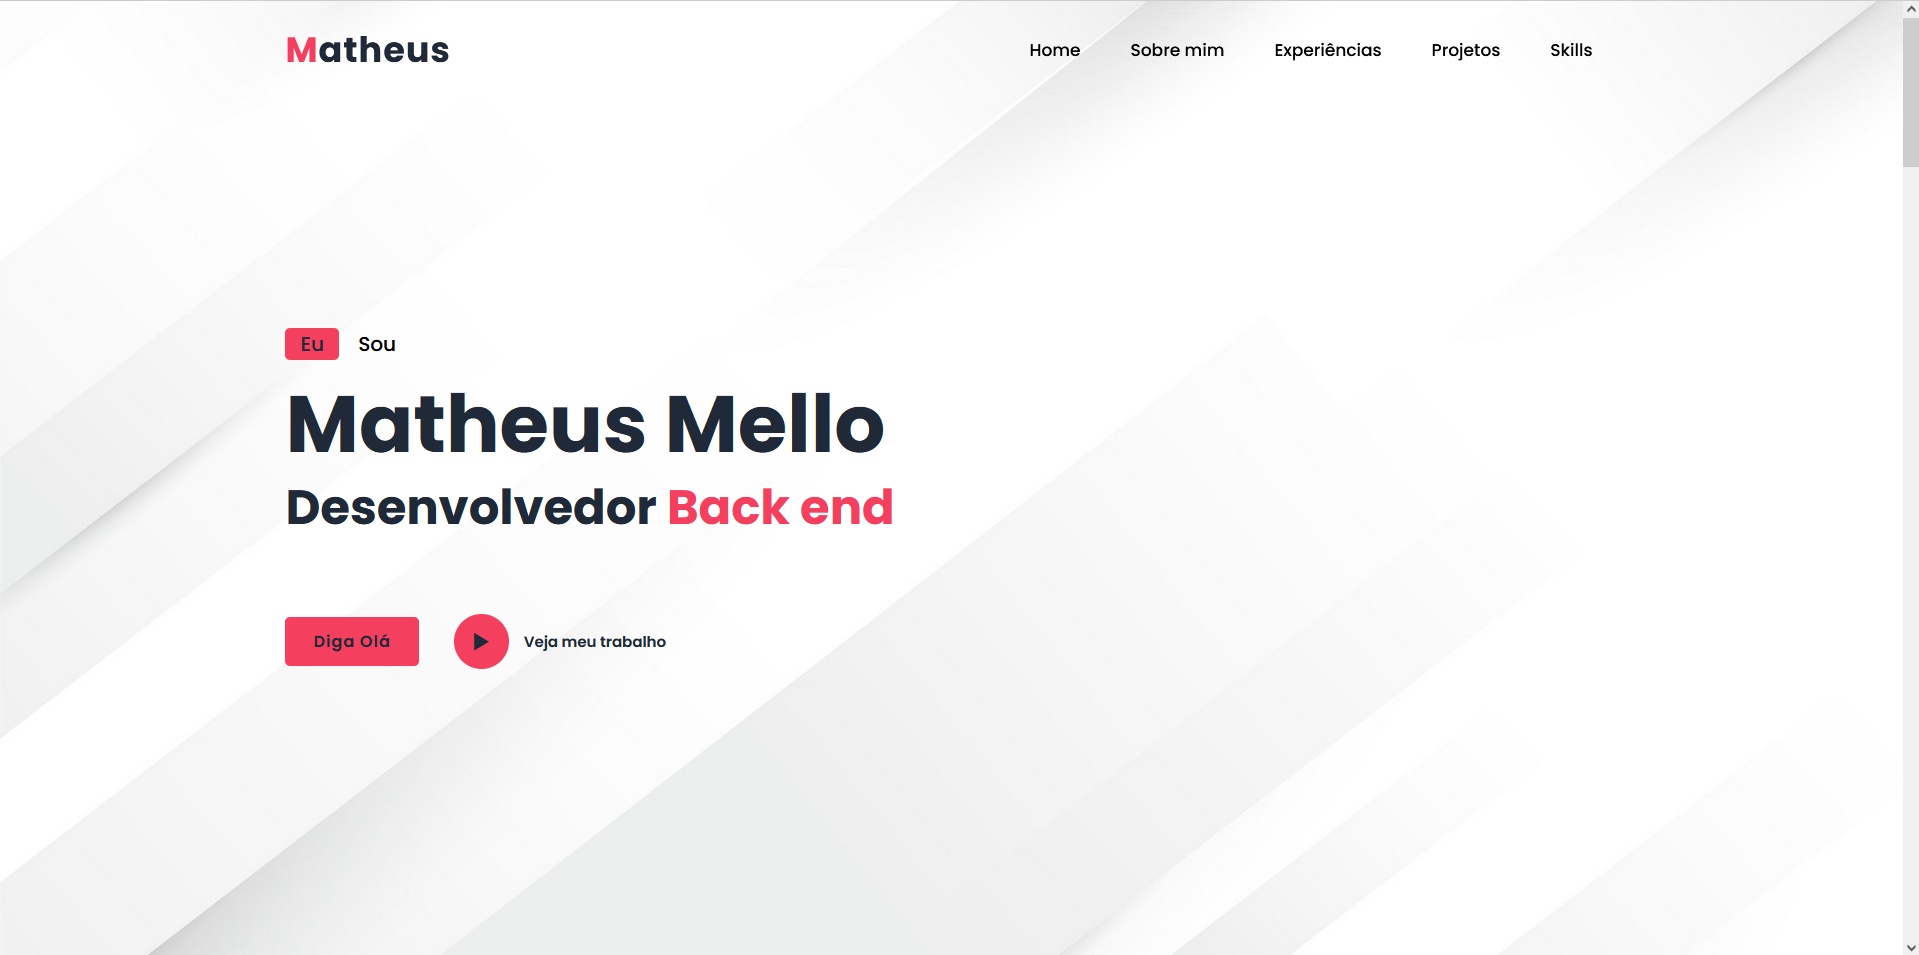 Matheus
Home Sobre mim Experiências Projetos Skills
Eu Sou
Matheus Mello
Desenvolvedor Back end
Diga Olá Veja meu trabalho